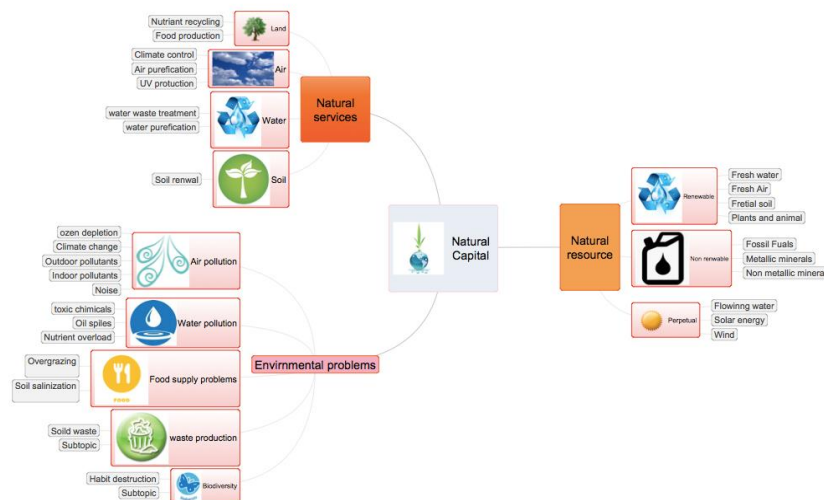 Nutriant recycling
Food production
Land
Climate control
Air purefication
UV protuction
Air
water waste treatment
water purefication
Water
Soil renwal
Soil
Natural
services
ozen depletion
Climate change
Outdoor pollutants
Indoor pollutants
Noise
Air pollution
toxic chimicals
Oil spiles
Nutrient overload
Water pollution
Overgrazing
Soil salinization
Food supply problems
Soild waste
Subtopic
waste production
Habit destruction
Subtopic
Biodiversity
Envirnmental problems
Natural
Capital
Natural
resource
Renewable
Fresh water
Fresh Air
Fretial soil
Plants and animal
Non renwable
Fossil Fuals
Metallic minerals
Non metallic minera
Perpetual
Flowinng water
Solar energy
Wind